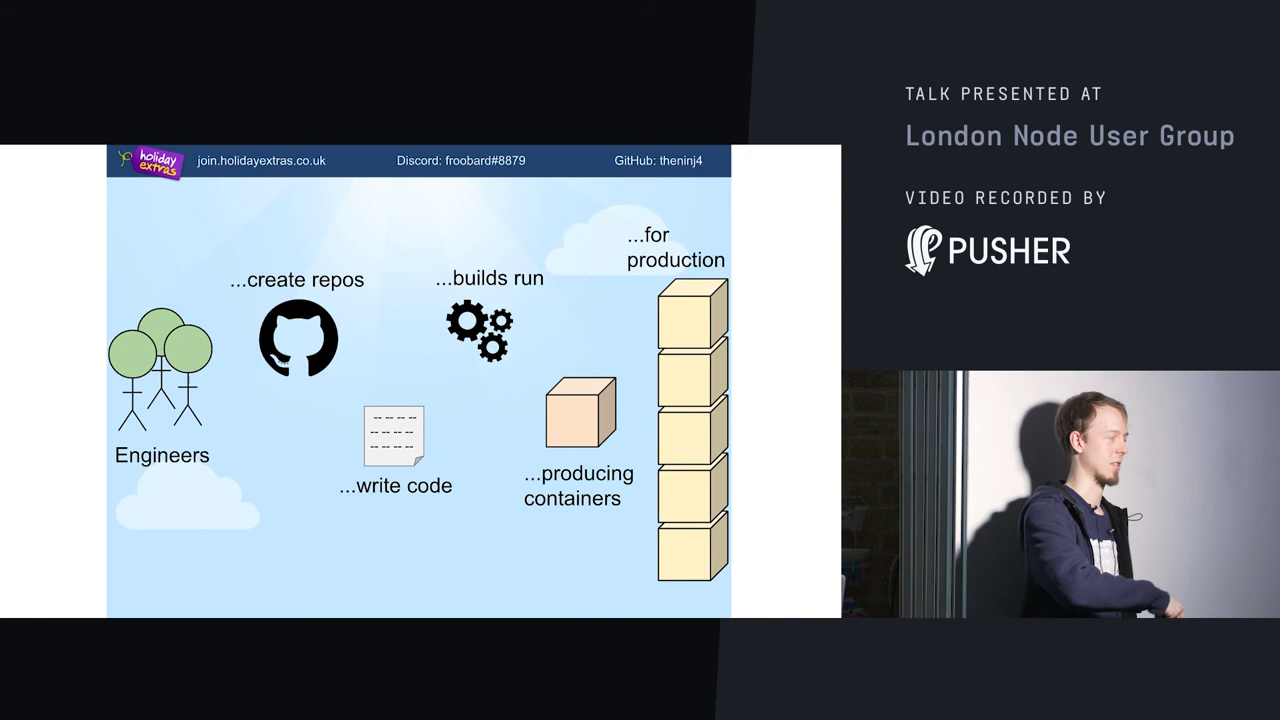 holiday
extras
join.holidayextras.co.uk
Discord: froobard#8879
GitHub: theninj4
...for
production
...create repos
...builds run
Engineers
...write code
...producing
containers
TALK PRESENTED AT
London Node User Group
VIDEO RECORDED BY
PUSHER